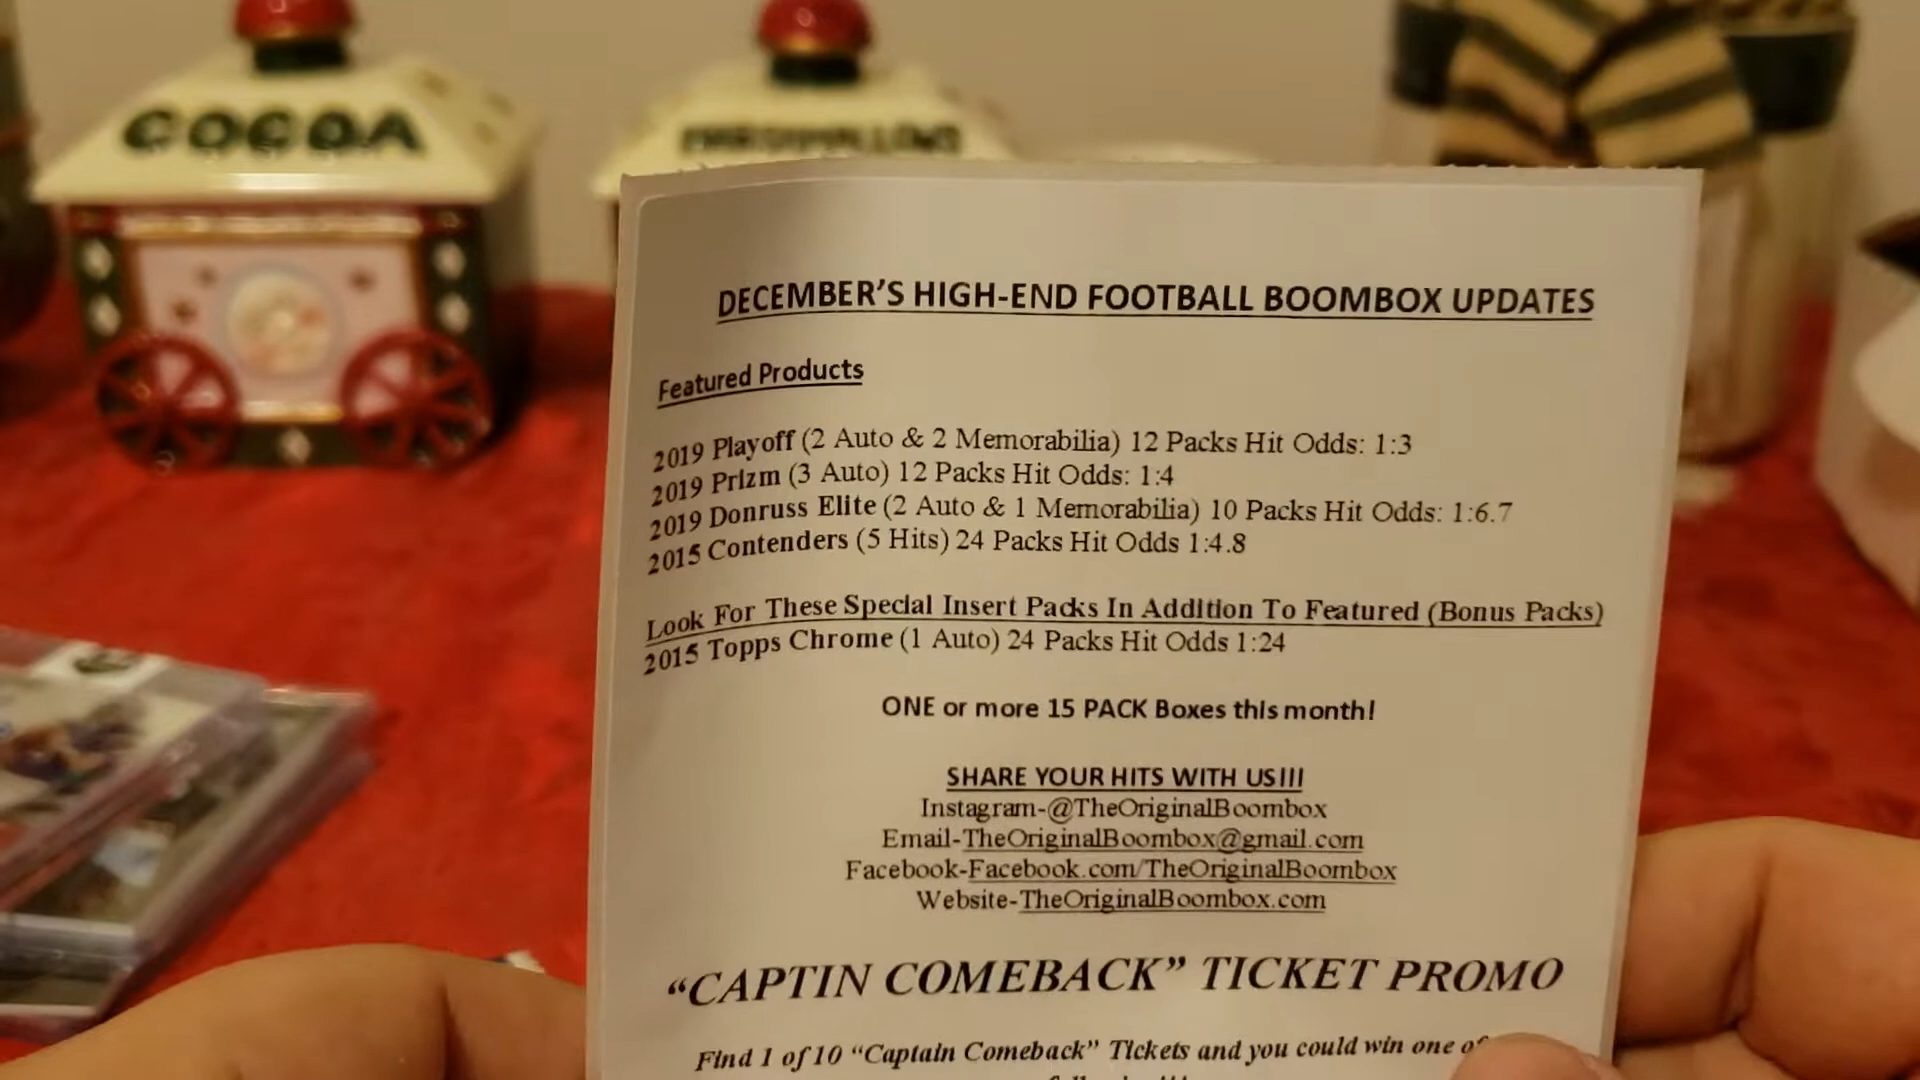 COCOA
DECEMBER'S HIGH-END FOOTBALL BOOMBOX UPDATES
Featured Products
2019 Playoff (2 Auto & 2 Memorabilia) 12 Packs Hit Odds: 1:3
2019 Prizm (3 Auto) 12 Packs Hit Odds: 1:4
2019 Donruss Elite (2 Auto & 1 Memorabilia) 10 Packs Hit Odds: 1:6.7
2015 Contenders (5 Hits) 24 Packs Hit Odds 1:4.8
Look For These Special Insert Packs In Addition To Featured (Bonus Packs)
2015 Topps Chrome (1 Auto) 24 Packs Hit Odds 1:24
ONE or more 15 PACK Boxes this month!
SHARE YOUR HITS WITH US!!!
Instagram-@TheOriginalBoombox
Email-TheOriginalBoombox@gmail.com
Facebook-Facebook.com/TheOriginalBoombox
Website-TheOriginalBoombox.com
"CAPTIN COMEBACK" TICKET PROMO
Find 1 of 10 "Captain Comeback" Tickets and you could win one of